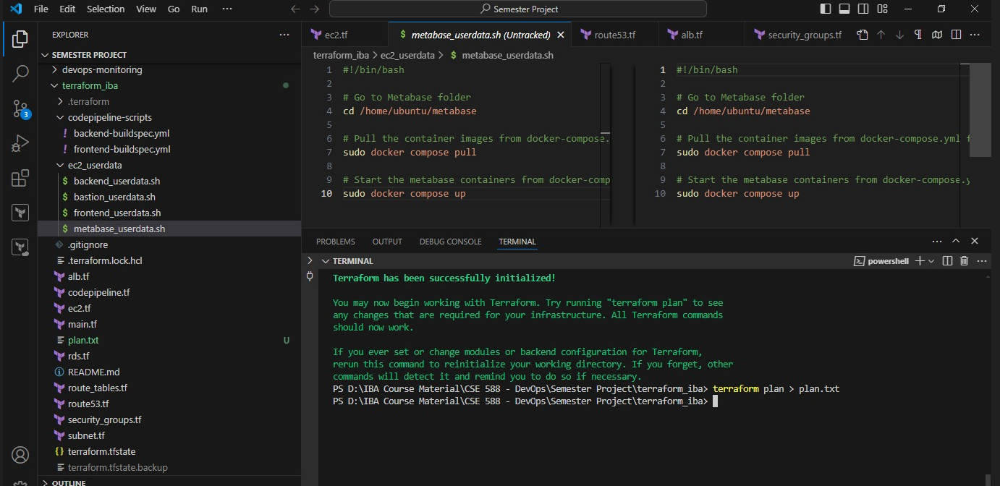 File Edit Selection View Go Run ···
Semester Project
EXPLORER
SEMESTER PROJECT
devops-monitoring
terraform_iba
.terraform
codepipeline-scripts
! backend-buildspec.yml
! frontend-buildspec.yml
ec2_userdata
$ backend_userdata.sh
$ bastion_userdata.sh
$ frontend_userdata.sh
$ metabase_userdata.sh
.gitignore
.terraform.lock.hcl
alb.tf
codepipeline.tf
ec2.tf
main.tf
plan.txt U
rds.tf
README.md
route_tables.tf
route53.tf
security_groups.tf
subnet.tf
{} terraform.tfstate
terraform.tfstate.backup
OUTLINE
3
ec2.tf
$ metabase_userdata.sh (Untracked)
route53.tf
alb.tf
security_groups.tf
terraform_iba > ec2_userdata > $ metabase_userdata.sh
1 #!/bin/bash
2
3 # Go to Metabase folder
4 cd /home/ubuntu/metabase
5
6 # Pull the container images from docker-compose.
7 sudo docker compose pull
8
9 # Start the metabase containers from docker-comp
10 sudo docker compose up
1 #!/bin/bash
2
3 # Go to Metabase folder
4 cd /home/ubuntu/metabase
5
6 # Pull the container images from docker-compose.yml f
7 sudo docker compose pull
8
9 # Start the metabase containers from docker-compose.y
10 sudo docker compose up
PROBLEMS OUTPUT DEBUG CONSOLE TERMINAL
TERMINAL
powershell
Terraform has been successfully initialized!
You may now begin working with Terraform. Try running "terraform plan" to see
any changes that are required for your infrastructure. All Terraform commands
should now work.
If you ever set or change modules or backend configuration for Terraform,
rerun this command to reinitialize your working directory. If you forget, other
commands will detect it and remind you to do so if necessary.
PS D:\IBA Course Material\CSE 588 - DevOps\Semester Project\terraform_iba> terraform plan > plan.txt
PS D:\IBA Course Material\CSE 588 - DevOps\Semester Project\terraform_iba>